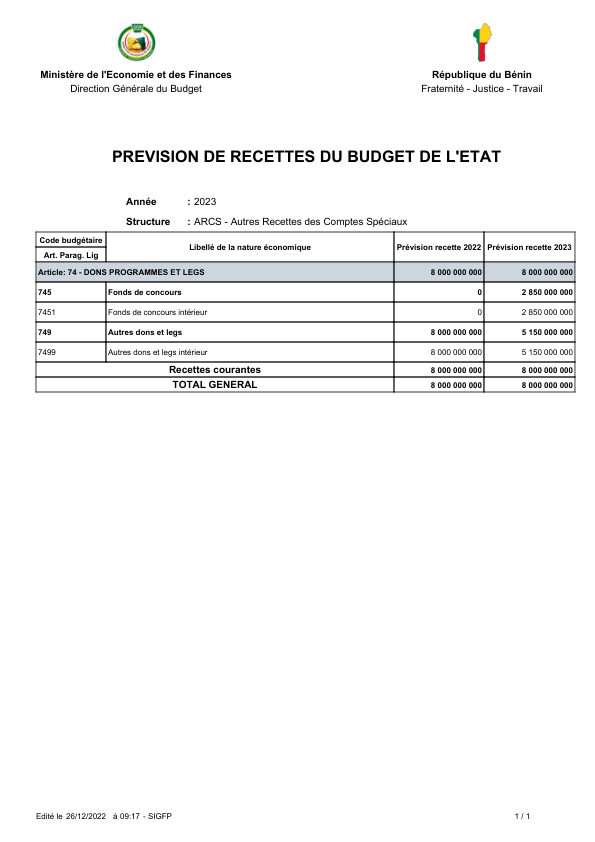 Ministère de l'Economie et des Finances
Direction Générale du Budget
République du Bénin
Fraternité - Justice - Travail
PREVISION DE RECETTES DU BUDGET DE L'ETAT
Année : 2023
Structure : ARCS - Autres Recettes des Comptes Spéciaux
Code budgétaire
Art. Parag. Lig
Libellé de la nature économique
Prévision recette 2022
Prévision recette 2023
Article: 74 - DONS PROGRAMMES ET LEGS 8 000 000 000 8 000 000 000
745 Fonds de concours 0 2 850 000 000
7451 Fonds de concours intérieur 0 2 850 000 000
749 Autres dons et legs 8 000 000 000 5 150 000 000
7499 Autres dons et legs intérieur 8 000 000 000 5 150 000 000
Recettes courantes 8 000 000 000 8 000 000 000
TOTAL GENERAL 8 000 000 000 8 000 000 000
Edité le 26/12/2022 à 09:17 - SIGFP
1 / 1